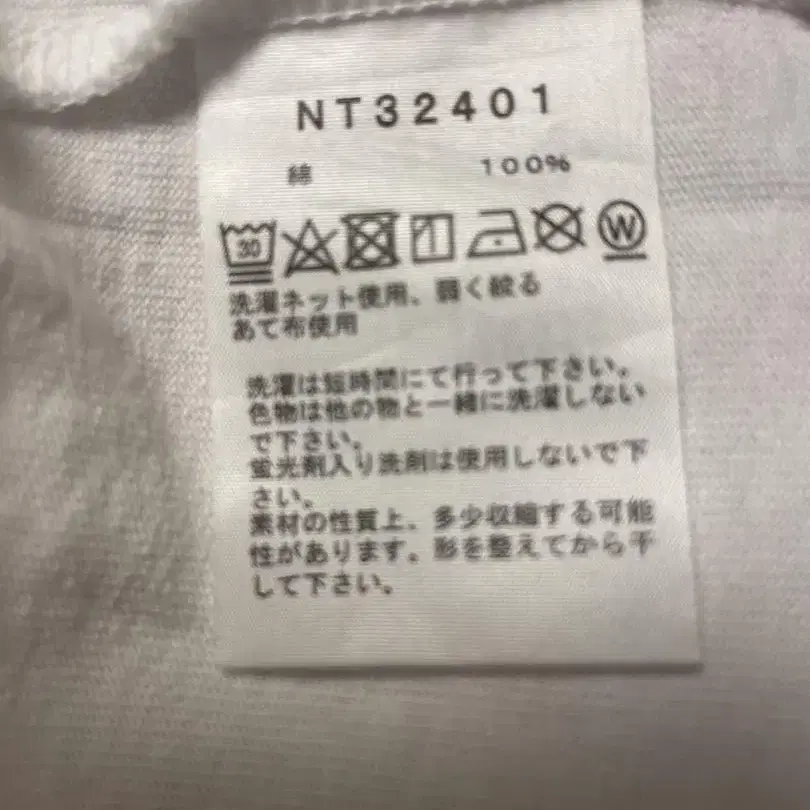 NT32401
綿 100%
30 W
洗濯ネット使用、弱く絞る
あて布使用
洗濯は短時間にて行って下さい。
色物は他の物と一緒に洗濯しない
で下さい。
蛍光剤入り洗剤は使用しないで下
さい。
素材の性質上、多少収縮する可能
性があります。形を整えてから干
して下さい。